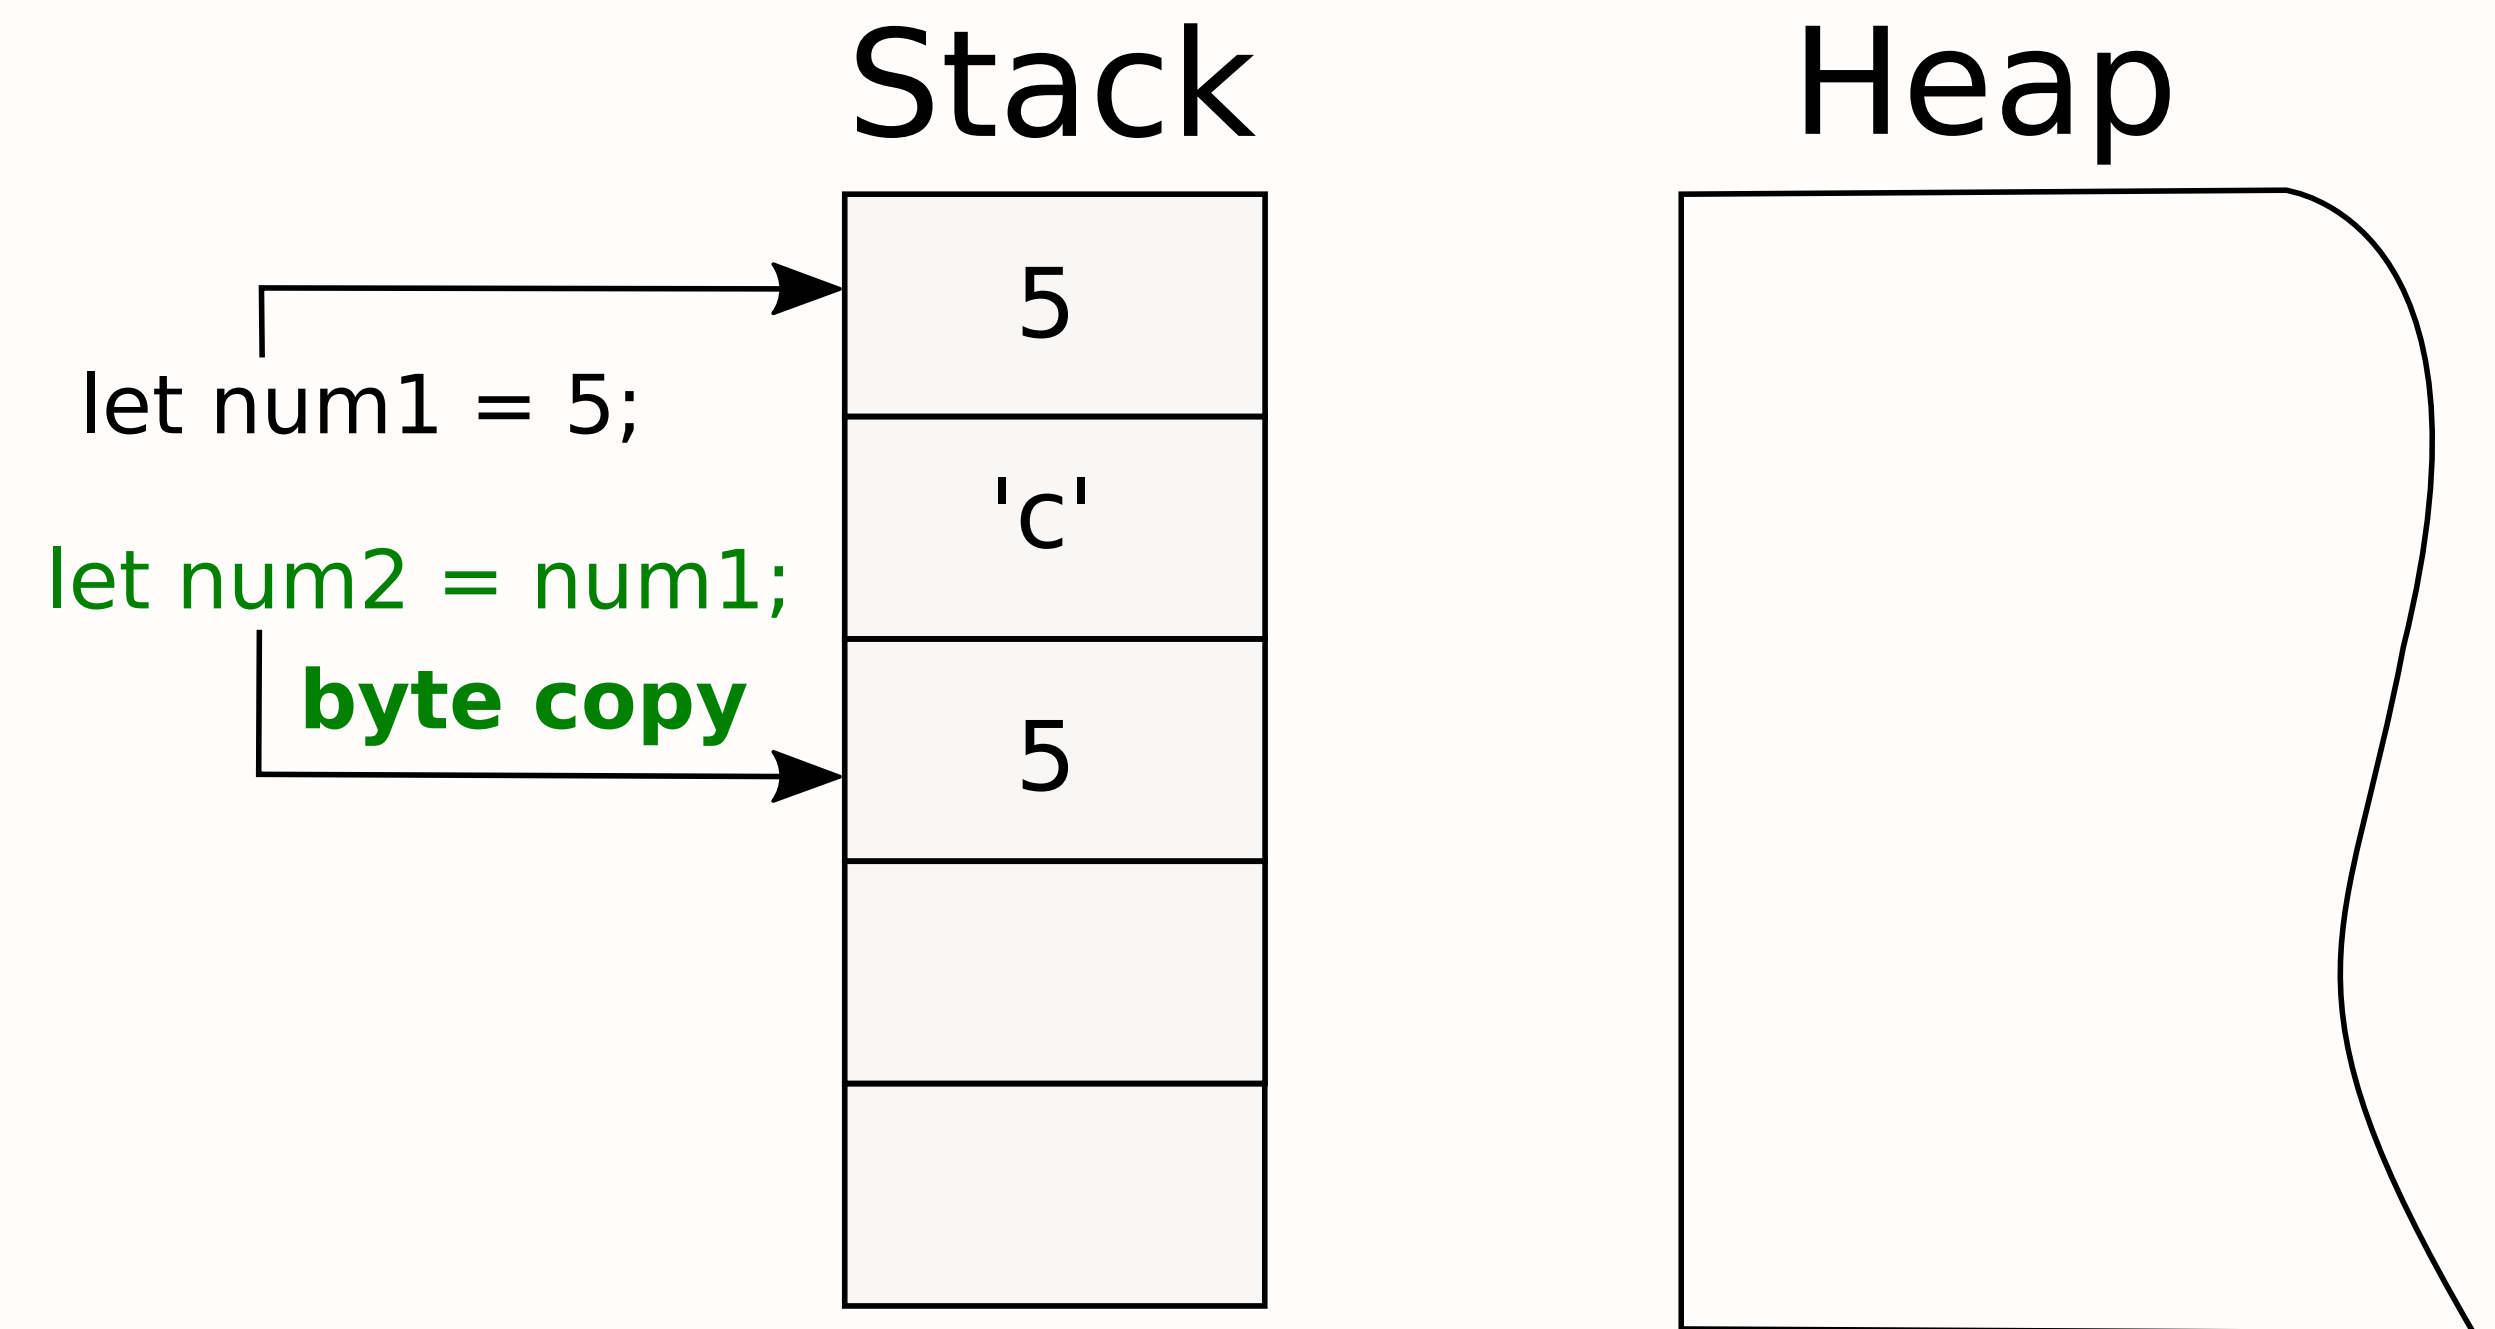 Stack
Heap
5
let num1 = 5;
'c'
let num2 = num1;
byte copy
5